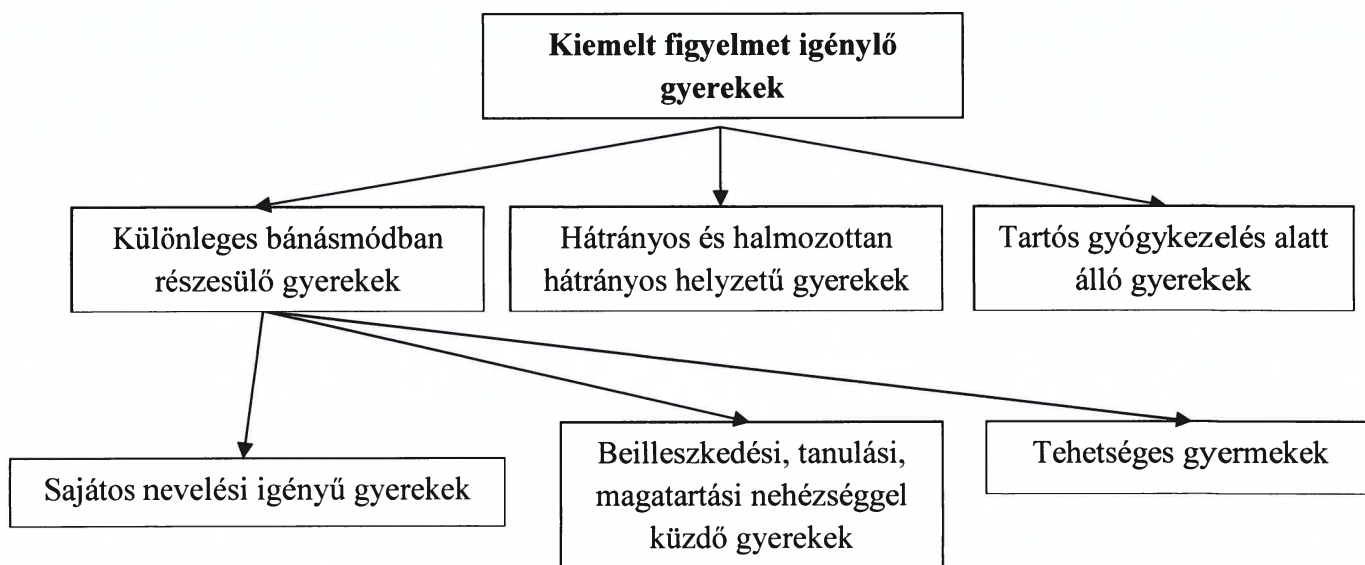 Kiemelt figyelmet igénylő
gyerekek
Különleges bánásmódban
részesülő gyerekek
Hátrányos és halmozottan
hátrányos helyzetű gyerekek
Tartós gyógykezelés alatt
álló gyerekek
Sajátos nevelési igényű gyerekek
Beilleszkedési, tanulási,
magatartási nehézséggel
küzdő gyerekek
Tehetséges gyermekek